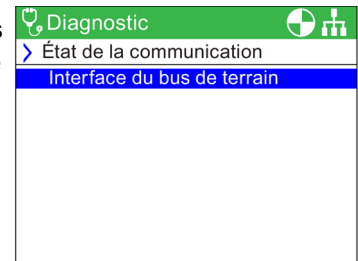 Diagnostic
État de la communication
Interface du bus de terrain